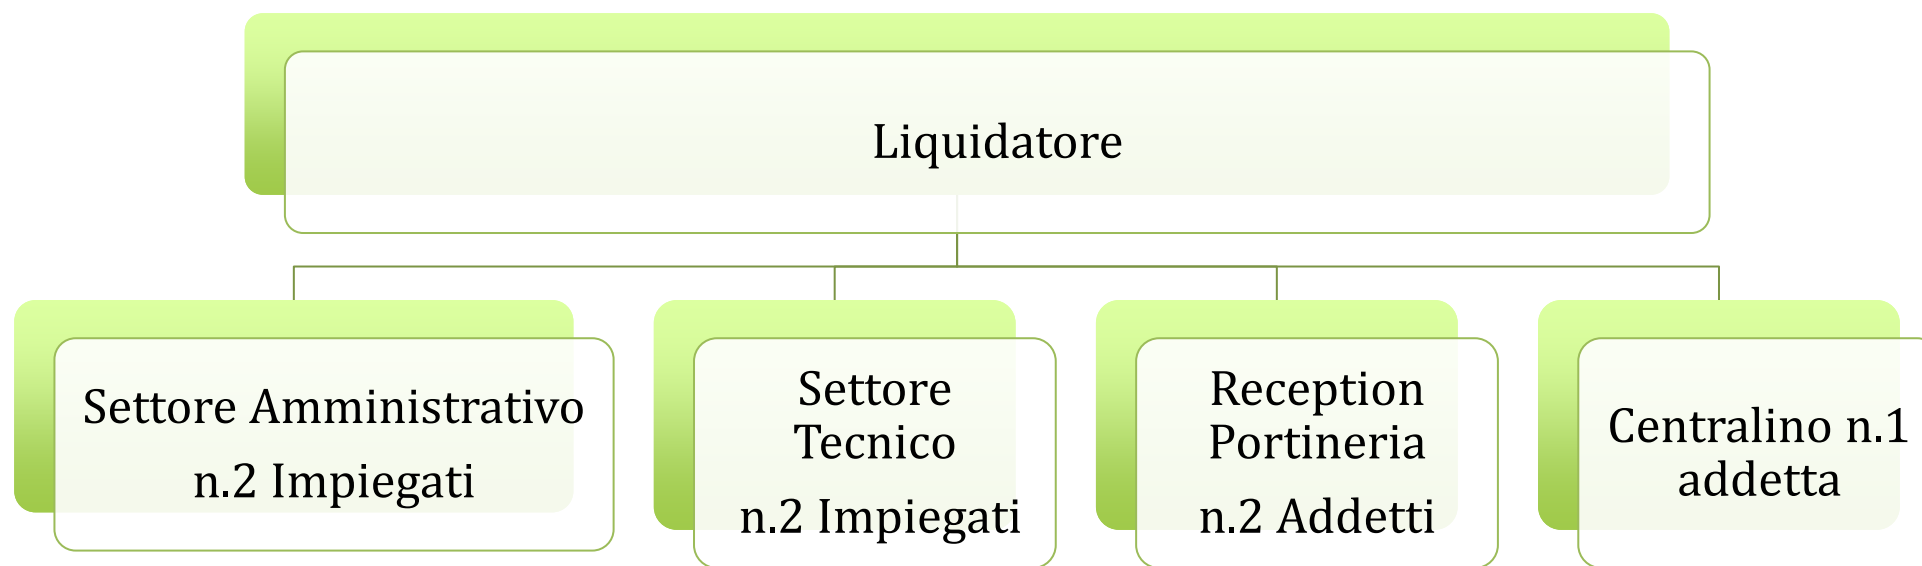 Liquidatore
Settore Amministrativo
n.2 Impiegati
Settore
Tecnico
n.2 Impiegati
Reception
Portineria
n.2 Addetti
Centralino n.1
addetta